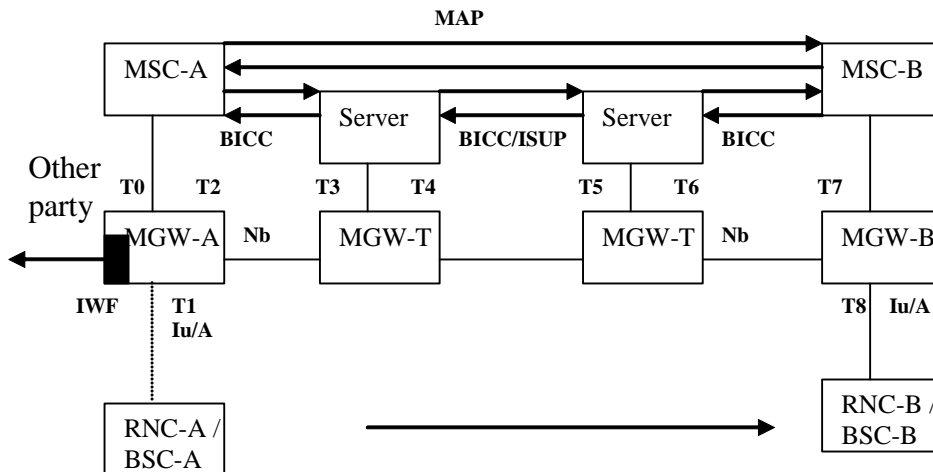 MAP
MSC-A
MSC-B
Server
Server
BICC
BICC/ISUP
BICC
Other
party
T0
T2
T3
T4
T5
T6
T7
MGW-A
Nb
MGW-T
MGW-T
Nb
MGW-B
IWF
T1
Iu/A
T8
Iu/A
RNC-A /
BSC-A
RNC-B /
BSC-B